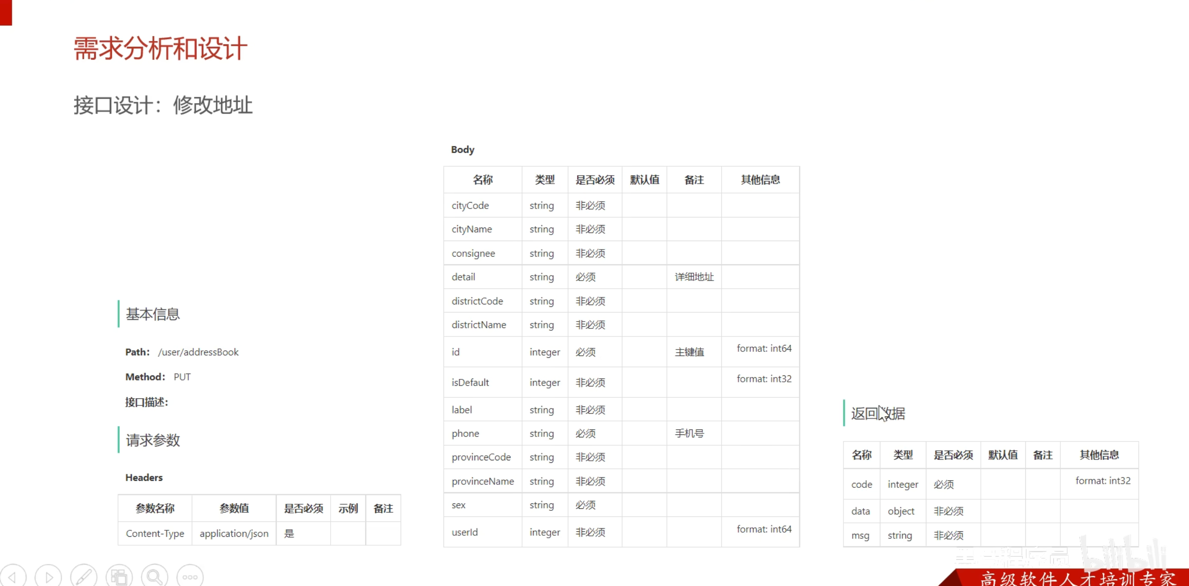 需求分析和设计
接口设计：修改地址
基本信息
Path： /user/addressBook
Method： PUT
接口描述：
请求参数
Headers
参数名称 参数值 是否必须 示例 备注
Content-Type application/json 是
Body
名称 类型 是否必须 默认值 备注 其他信息
cityCode string 非必须
cityName string 非必须
consignee string 非必须
detail string 必须 详细地址
districtCode string 非必须
districtName string 非必须
id integer 必须 主键值 format: int64
isDefault integer 非必须 format: int32
label string 非必须
phone string 必须 手机号
provinceCode string 非必须
provinceName string 非必须
sex string 必须
userId integer 非必须 format: int64
返回数据
名称 类型 是否必须 默认值 备注 其他信息
code integer 必须 format: int32
data object 非必须
msg string 非必须
bilibili
高级软件人才培训专家